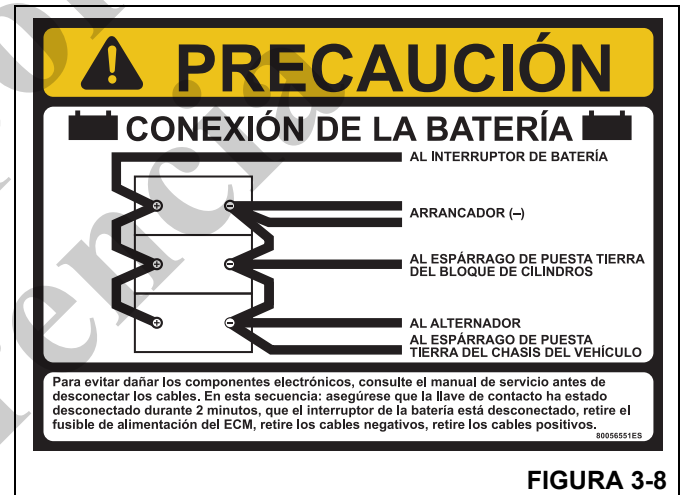 PRECAUCIÓN
CONEXIÓN DE LA BATERÍA
AL INTERRUPTOR DE BATERÍA
ARRANCADOR (–)
AL ESPÁRRAGO DE PUESTA TIERRA
DEL BLOQUE DE CILINDROS
AL ALTERNADOR
AL ESPÁRRAGO DE PUESTA
TIERRA DEL CHASIS DEL VEHÍCULO
Para evitar dañar los componentes electrónicos, consulte el manual de servicio antes de
desconectar los cables. En esta secuencia: asegúrese que la llave de contacto ha estado
desconectado durante 2 minutos, que el interruptor de la batería está desconectado, retire el
fusible de alimentación del ECM, retire los cables negativos, retire los cables positivos.
80056551ES
FIGURA 3-8